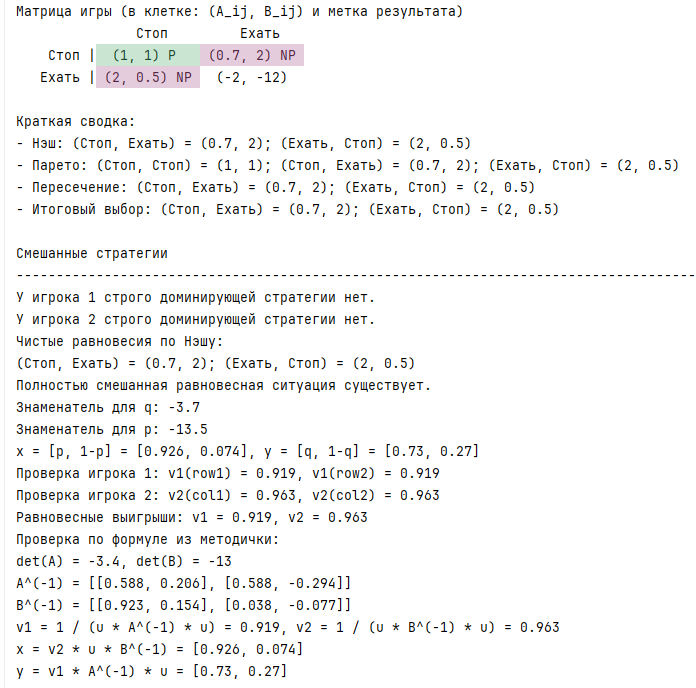 Матрица игры (в клетке: (A_ij, B_ij) и метка результата)
Стоп Ехать
Стоп | (1, 1) P (0.7, 2) NP
Ехать | (2, 0.5) NP (-2, -12)
Краткая сводка:
- Нэш: (Стоп, Ехать) = (0.7, 2); (Ехать, Стоп) = (2, 0.5)
- Парето: (Стоп, Стоп) = (1, 1); (Стоп, Ехать) = (0.7, 2); (Ехать, Стоп) = (2, 0.5)
- Пересечение: (Стоп, Ехать) = (0.7, 2); (Ехать, Стоп) = (2, 0.5)
- Итоговый выбор: (Стоп, Ехать) = (0.7, 2); (Ехать, Стоп) = (2, 0.5)
Смешанные стратегии
------------------------------------------------------------------------------------
У игрока 1 строго доминирующей стратегии нет.
У игрока 2 строго доминирующей стратегии нет.
Чистые равновесия по Нэшу:
(Стоп, Ехать) = (0.7, 2); (Ехать, Стоп) = (2, 0.5)
Полностью смешанная равновесная ситуация существует.
Знаменатель для q: -3.7
Знаменатель для p: -13.5
x = [p, 1-p] = [0.926, 0.074], y = [q, 1-q] = [0.73, 0.27]
Проверка игрока 1: v1(row1) = 0.919, v1(row2) = 0.919
Проверка игрока 2: v2(col1) = 0.963, v2(col2) = 0.963
Равновесные выигрыши: v1 = 0.919, v2 = 0.963
Проверка по формуле из методички:
det(A) = -3.4, det(B) = -13
A^(-1) = [[0.588, 0.206], [0.588, -0.294]]
B^(-1) = [[0.923, 0.154], [0.038, -0.077]]
v1 = 1 / (u * A^(-1) * u) = 0.919, v2 = 1 / (u * B^(-1) * u) = 0.963
x = v2 * u * B^(-1) = [0.926, 0.074]
y = v1 * A^(-1) * u = [0.73, 0.27]